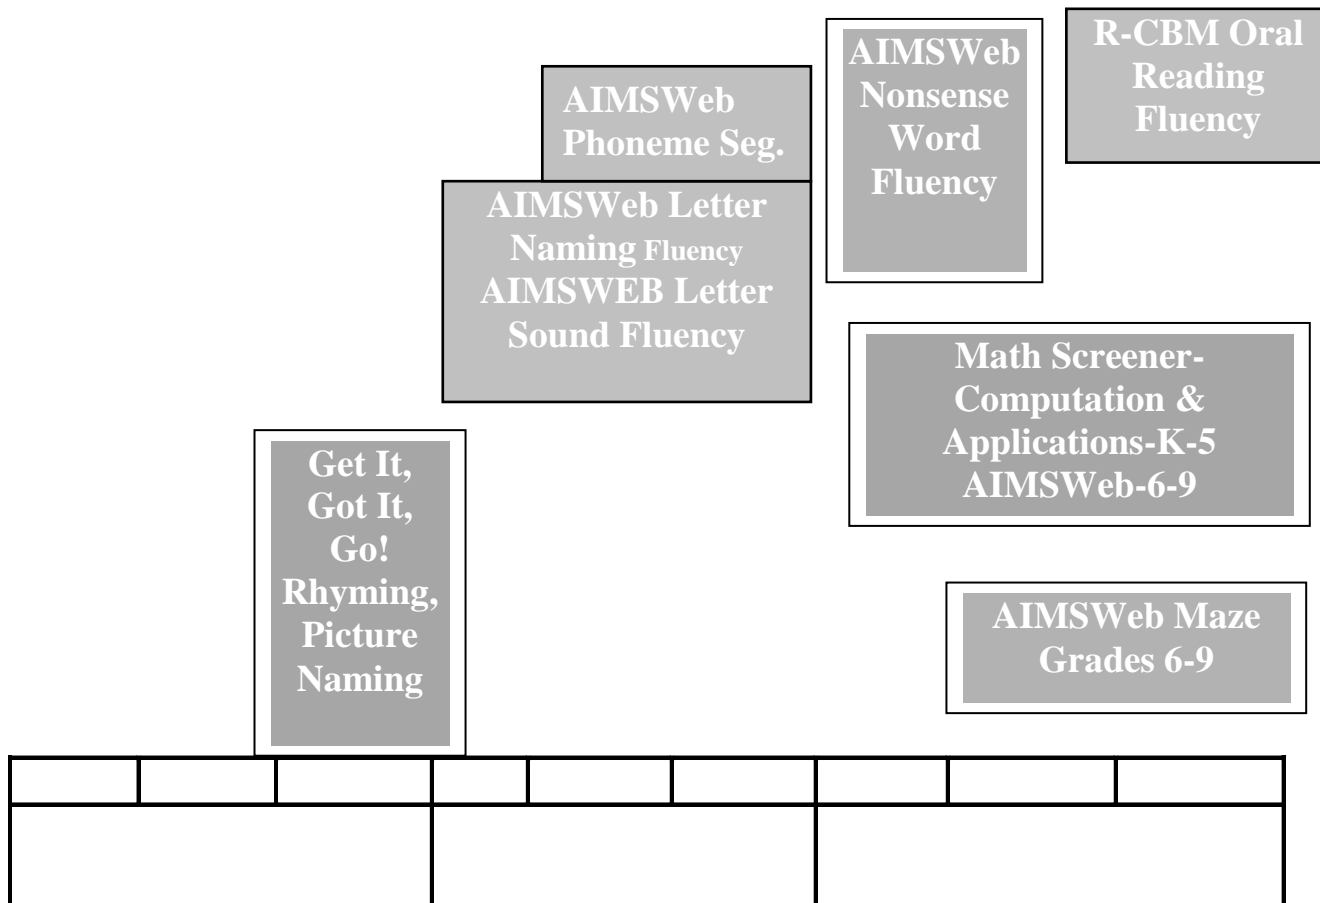 AIMSWeb
Phoneme Seg.
AIMSWeb Letter
Naming Fluency
AIMSWEB Letter
Sound Fluency
AIMSWeb
Nonsense
Word
Fluency
R-CBM Oral
Reading
Fluency
Math Screener-
Computation &
Applications-K-5
AIMSWeb-6-9
Get It,
Got It,
Go!
Rhyming,
Picture
Naming
AIMSWeb Maze
Grades 6-9